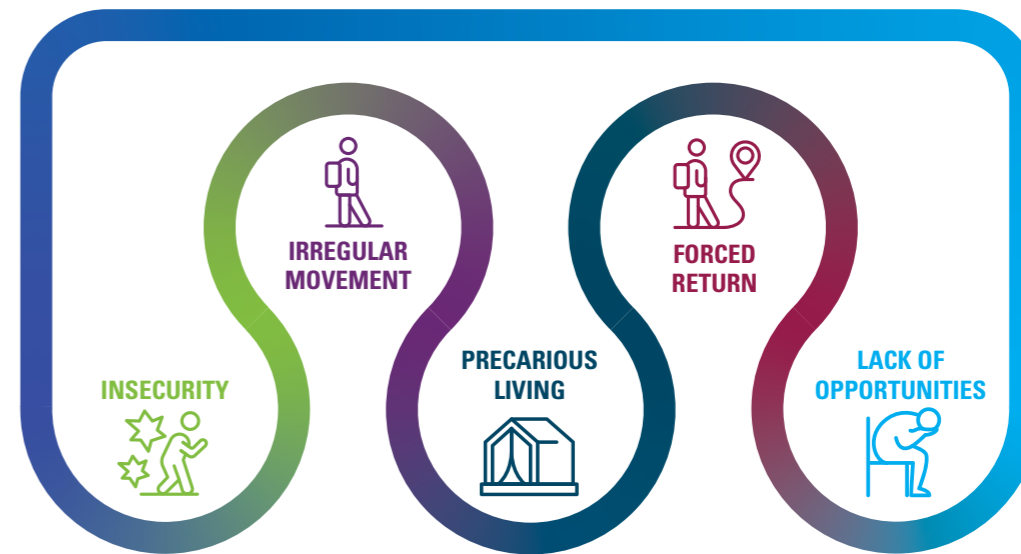 INSECURITY
IRREGULAR
MOVEMENT
PRECARIOUS
LIVING
FORCED
RETURN
LACK OF
OPPORTUNITIES